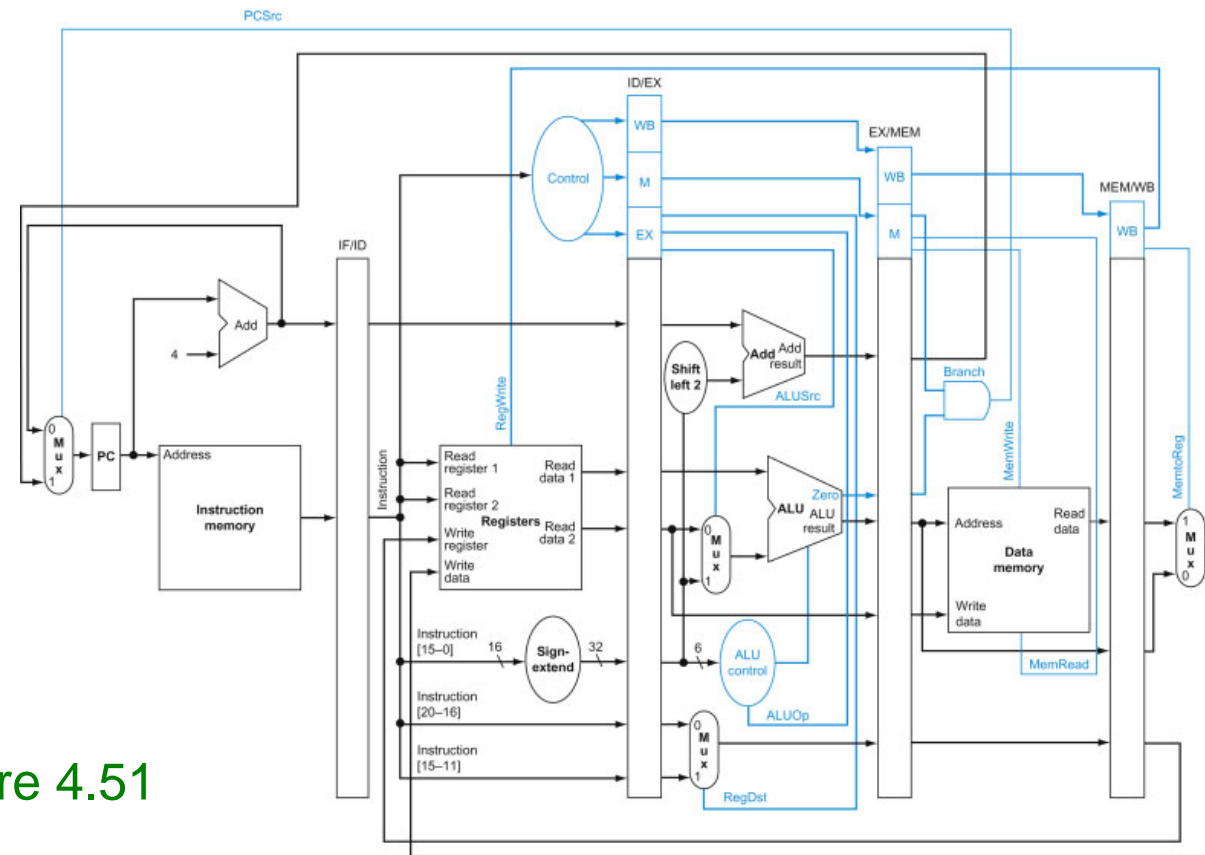 PCSrc
ID/EX
WB
EX/MEM
Control
M
WB
MEM/WB
EX
M
WB
IF/ID
Add
4
Add Add
result
Shift
left 2
Branch
ALUSrc
RegWrite
MemWrite
MemtoReg
0
M
u
x
1
PC
Address
Instruction
memory
Instruction
Read
register 1
Read
data 1
Read
register 2
Registers
Read
data 2
Write
register
Write
data
Zero
ALU
ALU
result
0
M
u
x
1
Address
Read
data
Data
memory
Write
data
1
M
u
x
0
Instruction
[15–0]
16
Sign-
extend
32
6
ALU
control
MemRead
Instruction
[20–16]
ALUOp
0
M
u
x
1
Instruction
[15–11]
RegDst
re 4.51